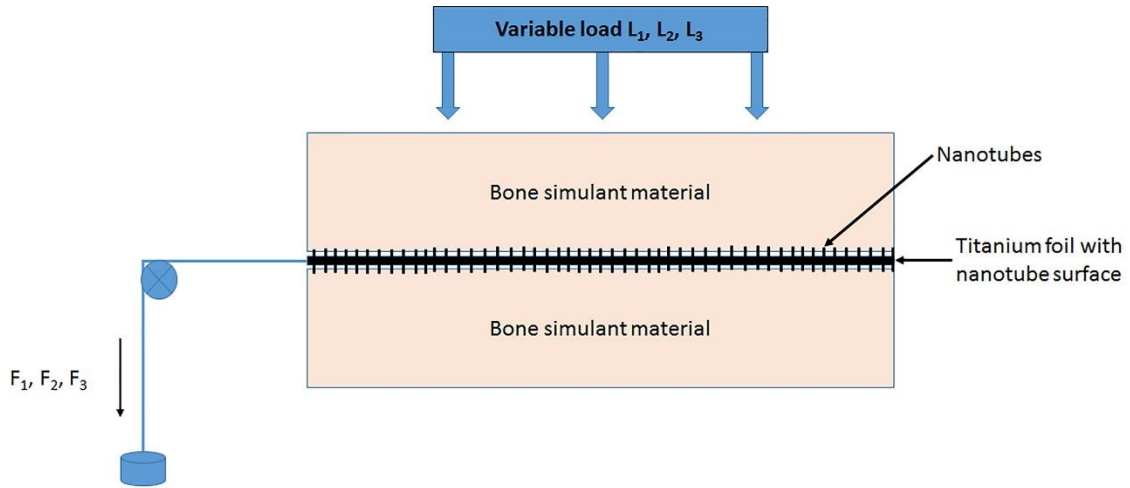 Variable load L₁, L₂, L₃
Bone simulant material
Nanotubes
Titanium foil with
nanotube surface
Bone simulant material
F₁, F₂, F₃